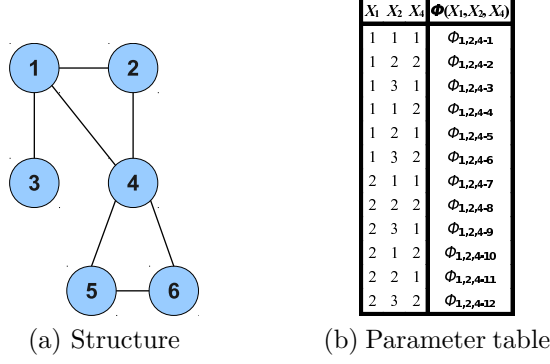 1 2
3 4
5 6
(a) Structure
X1 X2 X4 Φ(X1,X2,X4)
1 1 1 Φ1,2,4-1
1 2 2 Φ1,2,4-2
1 3 1 Φ1,2,4-3
1 1 2 Φ1,2,4-4
1 2 1 Φ1,2,4-5
1 3 2 Φ1,2,4-6
2 1 1 Φ1,2,4-7
2 2 2 Φ1,2,4-8
2 3 1 Φ1,2,4-9
2 1 2 Φ1,2,4-10
2 2 1 Φ1,2,4-11
2 3 2 Φ1,2,4-12
(b) Parameter table